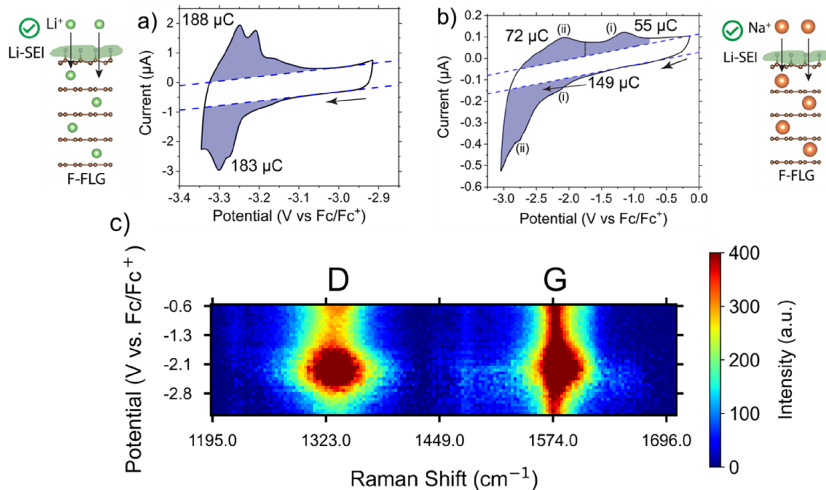 Li⁺
Li-SEI
F-FLG
a)
188 µC
183 µC
Current (µA)
2
1
0
-1
-2
-3
-3.4
-3.3
-3.2
-3.1
-3.0
-2.9
Potential (V vs Fc/Fc⁺)
b)
72 µC
(ii)
(i)
55 µC
149 µC
(i)
(ii)
Current (µA)
0.2
0.1
0.0
-0.1
-0.2
-0.3
-0.4
-0.5
-0.6
-3.0
-2.5
-2.0
-1.5
-1.0
-0.5
0.0
Potential (V vs Fc/Fc⁺)
Na⁺
Li-SEI
F-FLG
c)
D
G
Potential (V vs. Fc/Fc⁺)
-0.6
-1.3
-2.1
-2.8
1195.0
1323.0
1449.0
1574.0
1696.0
Raman Shift (cm⁻¹)
400
300
200
100
0
Intensity (a.u.)